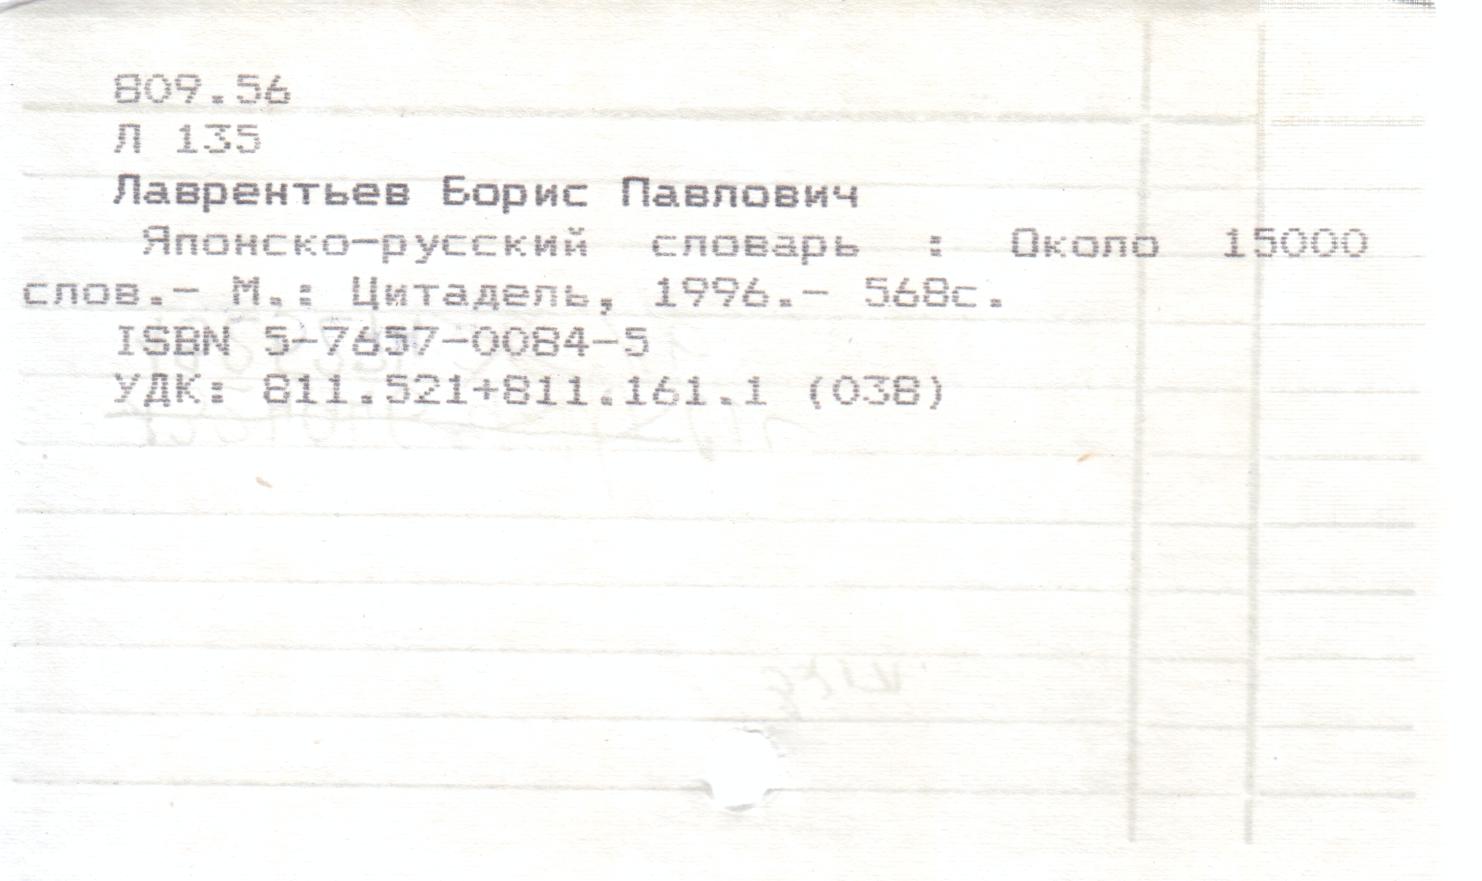 809.56
Л 135
Лаврентьев Борис Павлович
Японско-русский словарь : Около 15000
слов.- М.: Цитадель, 1996.- 568с.
ISBN 5-7657-0084-5
УДК: 811.521+811.161.1 (038)